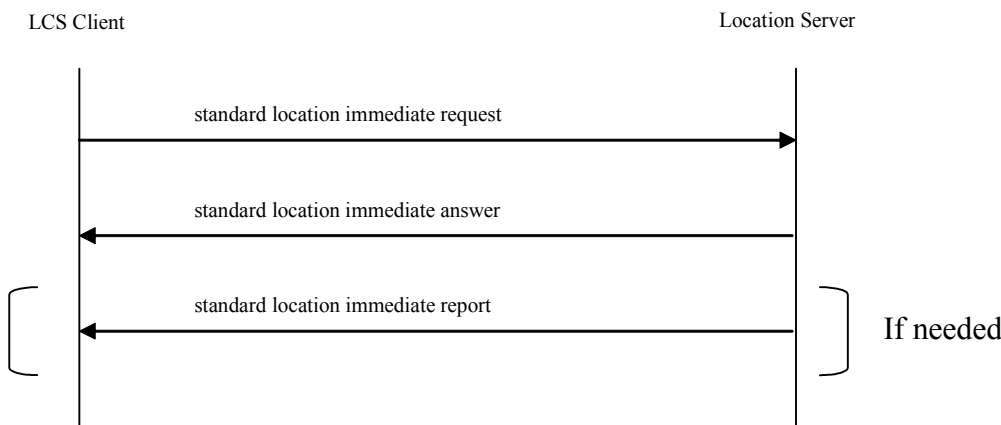 LCS Client
Location Server
standard location immediate request
standard location immediate answer
standard location immediate report
If needed